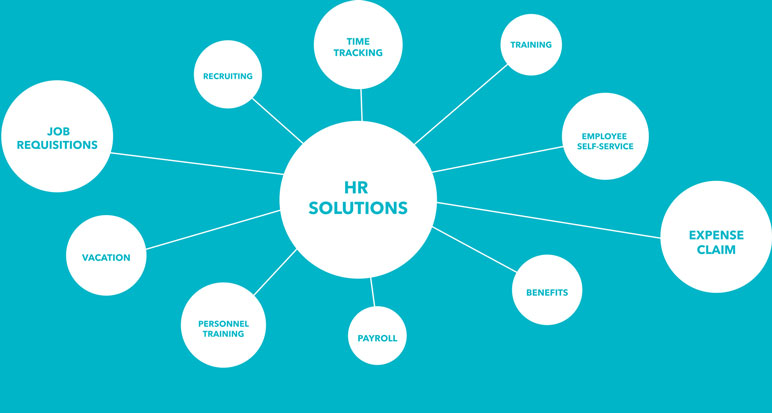 TIME
TRACKING
TRAINING
RECRUITING
JOB
REQUISITIONS
EMPLOYEE
SELF-SERVICE
HR
SOLUTIONS
EXPENSE
CLAIM
VACATION
BENEFITS
PERSONNEL
TRAINING
PAYROLL